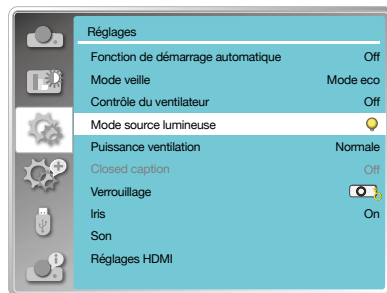 Réglages
Fonction de démarrage automatique Off
Mode veille Mode eco
Contrôle du ventilateur Off
Mode source lumineuse
Puissance ventilation Normale
Closed caption Off
Verrouillage
Iris On
Son
Réglages HDMI